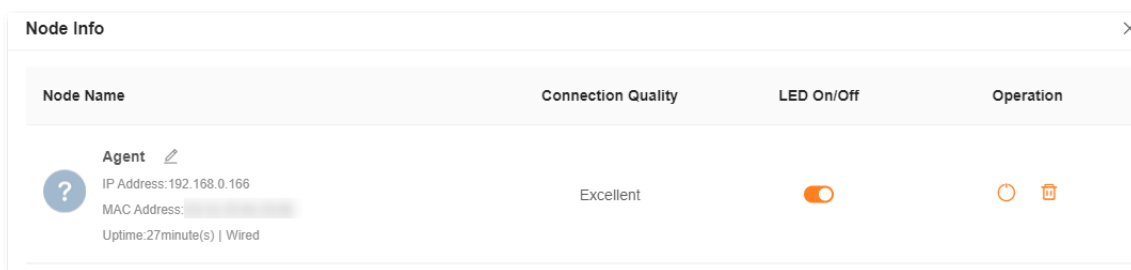 Node Info
Node Name Connection Quality LED On/Off Operation
Agent
IP Address:192.168.0.166
MAC Address:
Uptime:27minute(s) | Wired
Excellent